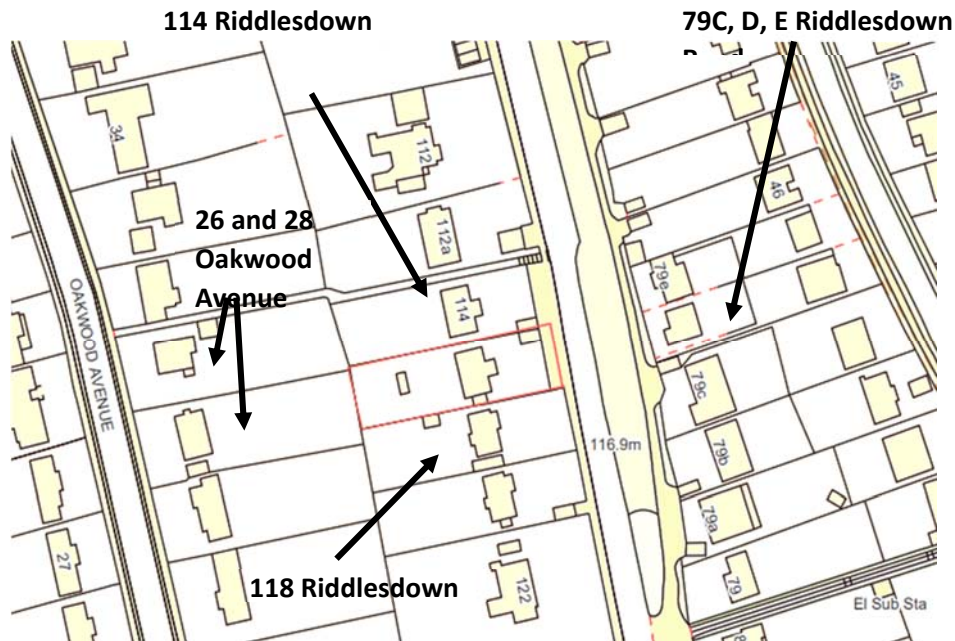 114 Riddlesdown
79C, D, E Riddlesdown
45
34
112
46
26 and 28
Oakwood
Avenue
112a
79e
OAKWOOD AVENUE
114
79c
116.9m
79b
79a
27
118 Riddlesdown
122
79
El Sub Sta